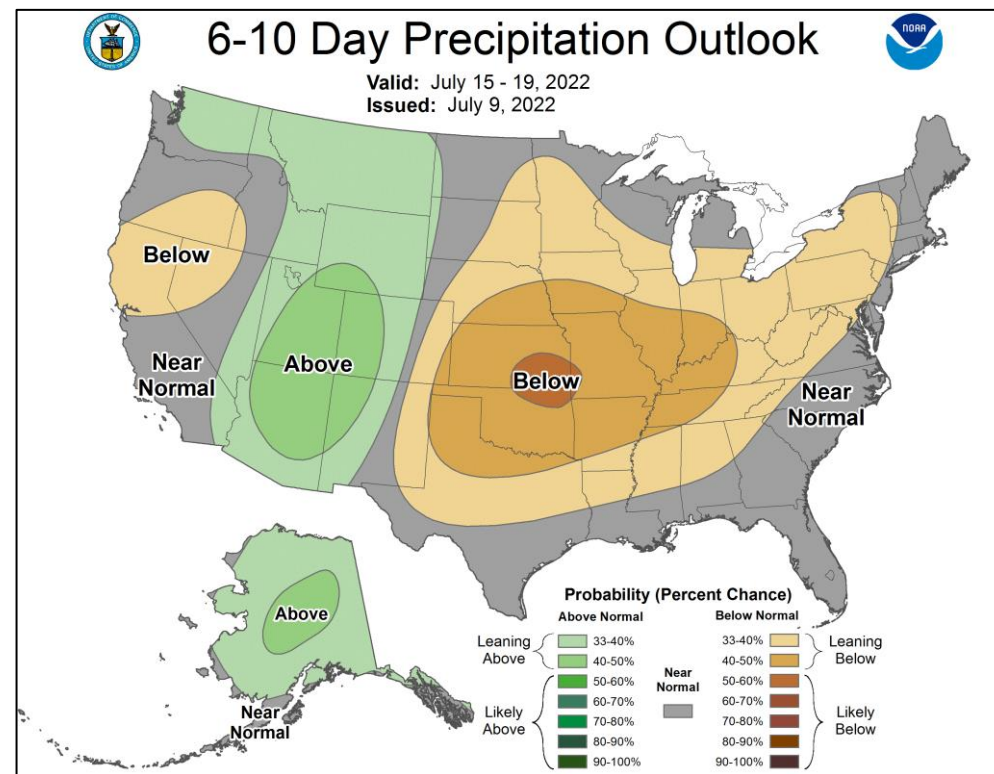 6-10 Day Precipitation Outlook
NOAA
Valid: July 15 - 19, 2022
Issued: July 9, 2022
Below
Near
Normal
Above
Below
Near
Normal
Above
Near
Normal
Probability (Percent Chance)
Above Normal
Below Normal
Leaning
Above
33-40%
40-50%
Likely
Above
50-60%
60-70%
70-80%
80-90%
90-100%
Near
Normal
33-40%
40-50%
Leaning
Below
50-60%
60-70%
70-80%
80-90%
90-100%
Likely
Below